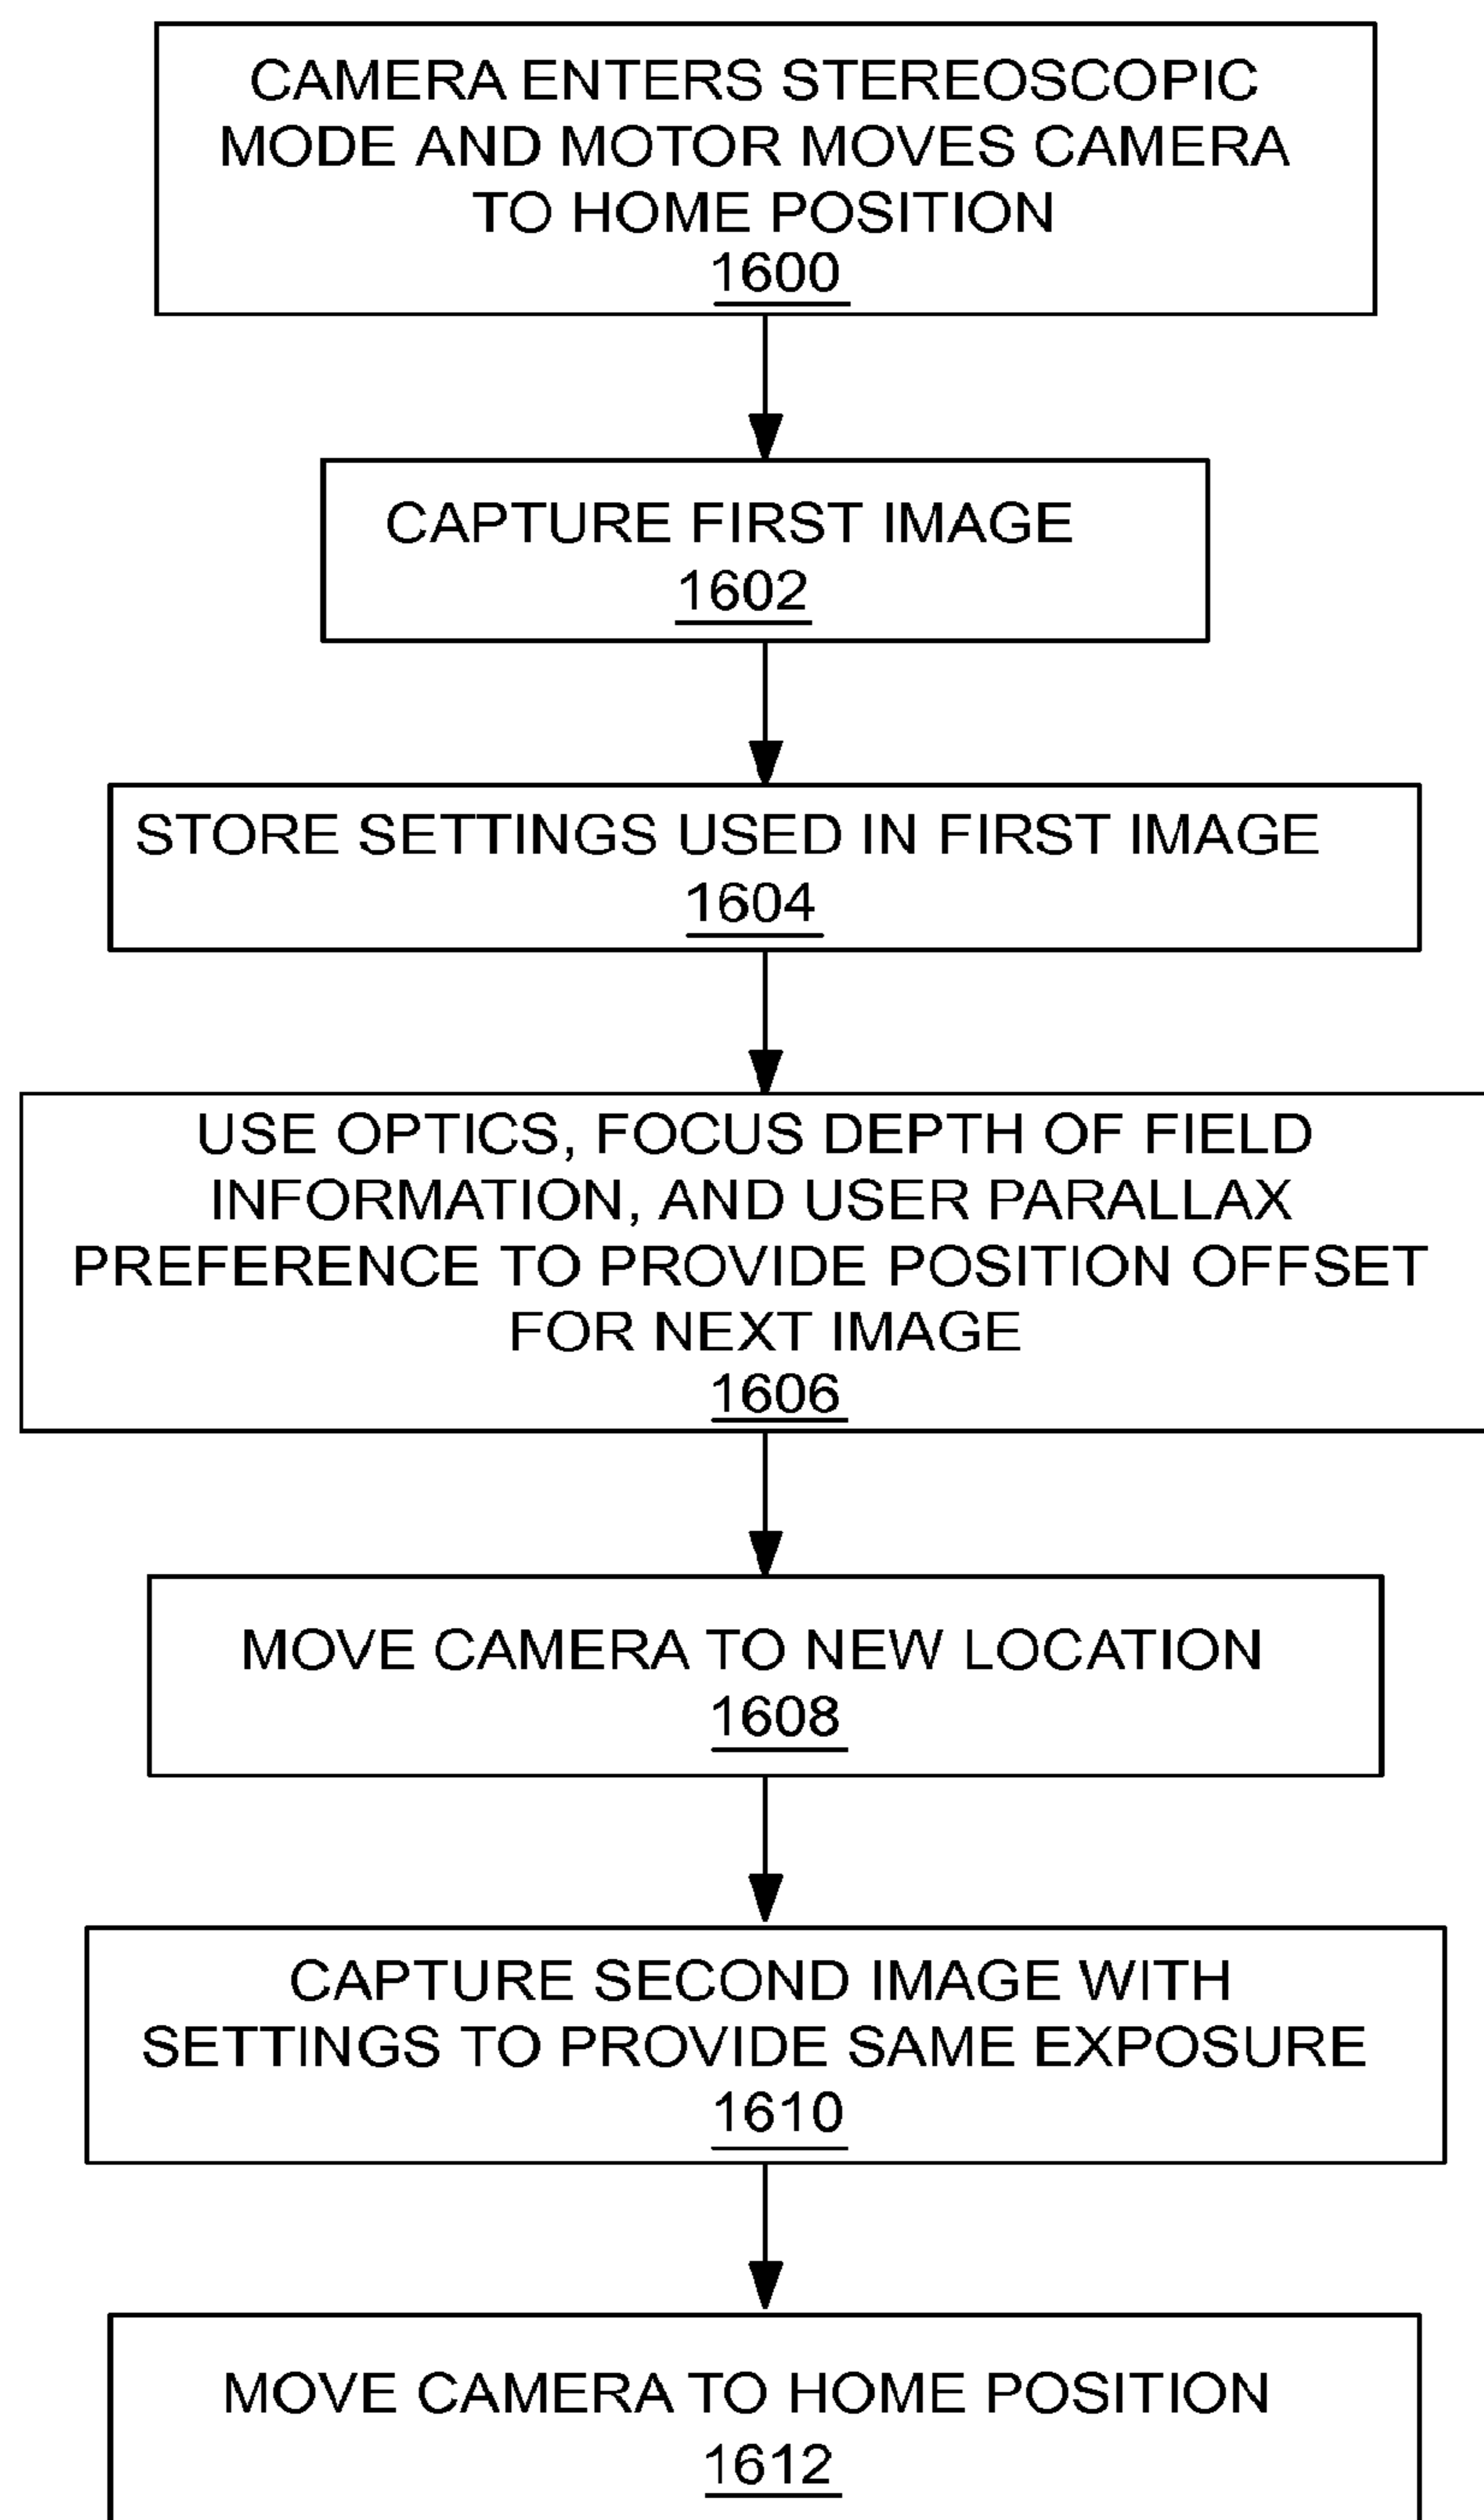 CAMERA ENTERS STEREOSCOPIC
MODE AND MOTOR MOVES CAMERA
TO HOME POSITION
1600
CAPTURE FIRST IMAGE
1602
STORE SETTINGS USED IN FIRST IMAGE
1604
USE OPTICS, FOCUS DEPTH OF FIELD
INFORMATION, AND USER PARALLAX
PREFERENCE TO PROVIDE POSITION OFFSET
FOR NEXT IMAGE
1606
MOVE CAMERA TO NEW LOCATION
1608
CAPTURE SECOND IMAGE WITH
SETTINGS TO PROVIDE SAME EXPOSURE
1610
MOVE CAMERA TO HOME POSITION
1612